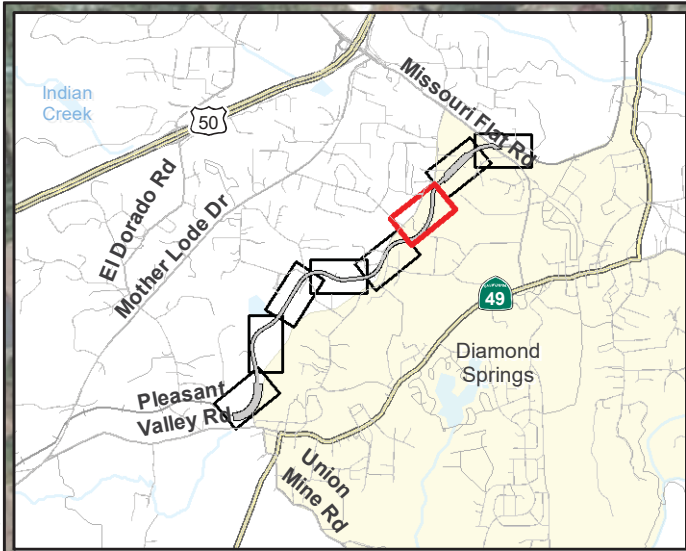 Missouri Flat Rd
Indian
Creek
50
El Dorado Rd
Mother Lode Dr
CALIFORNIA
49
Diamond
Springs
Pleasant
Valley Rd
Union
Mine Rd